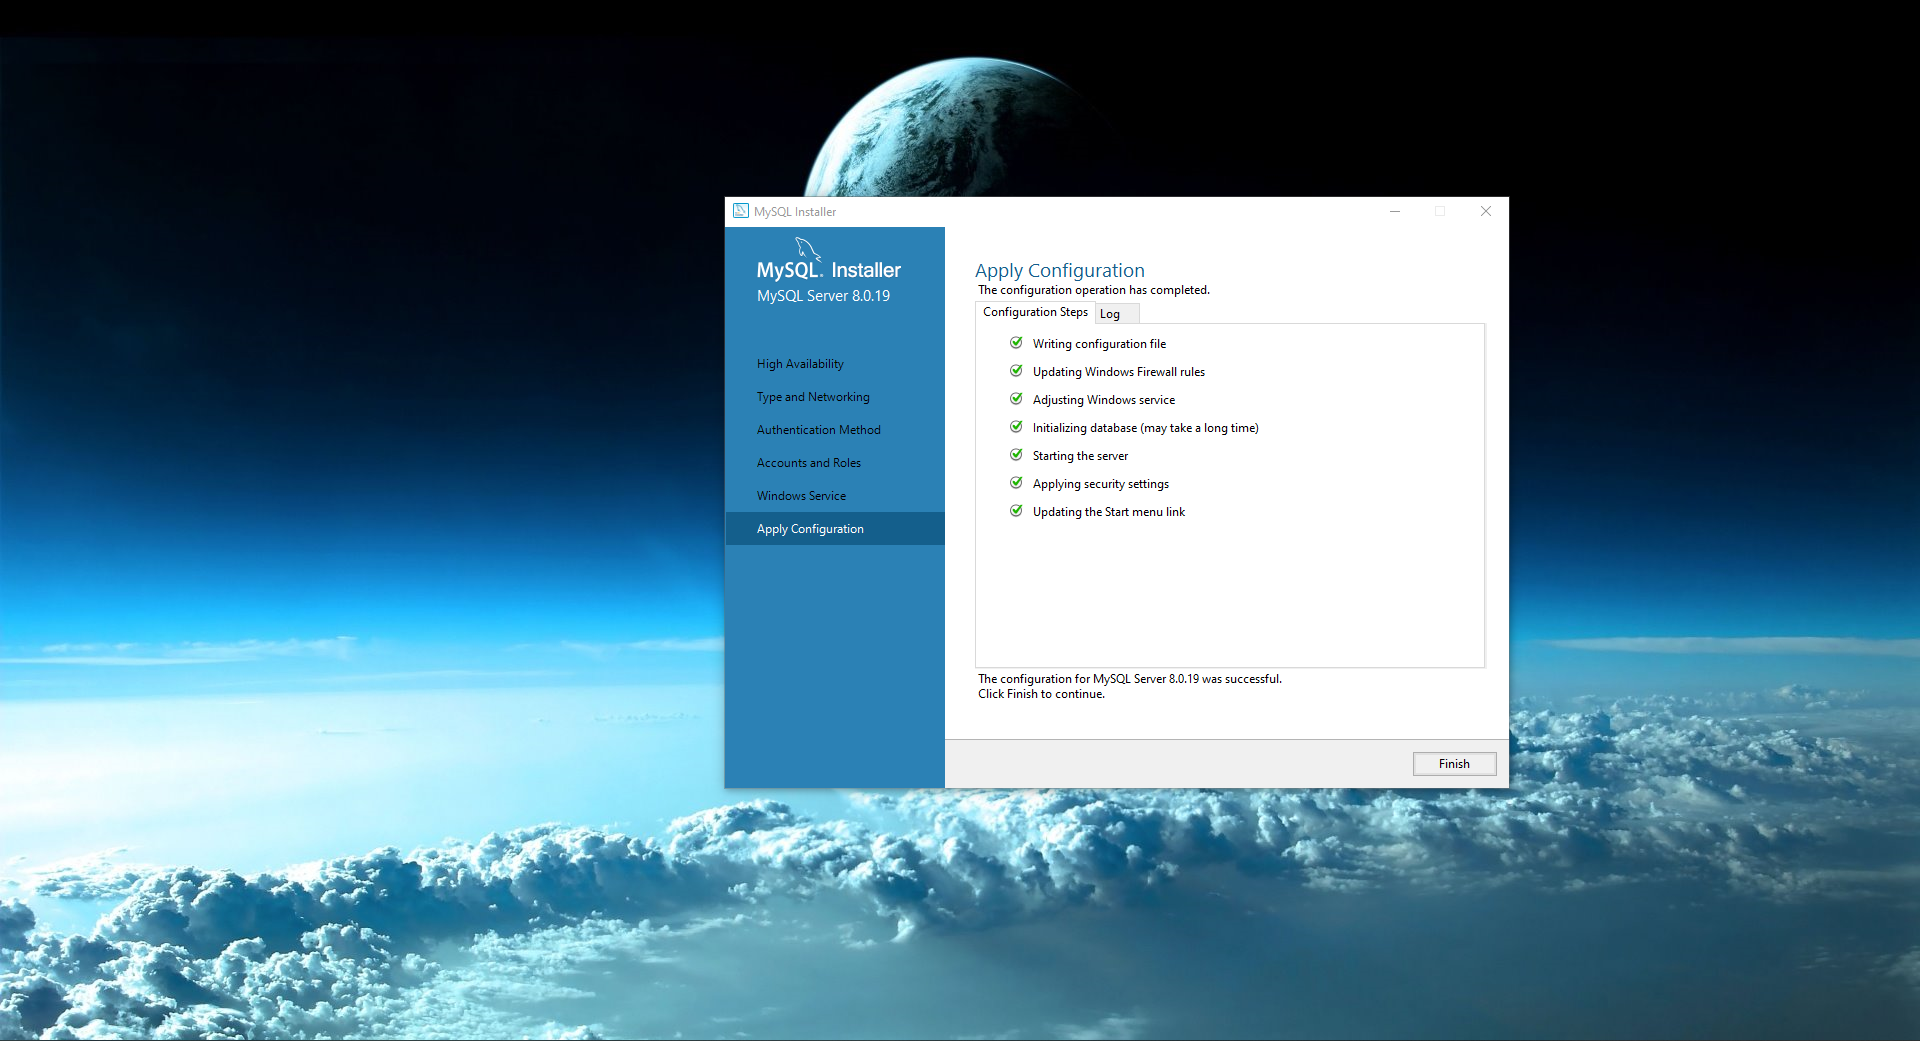 MySQL Installer
MySQL. Installer
MySQL Server 8.0.19
High Availability
Type and Networking
Authentication Method
Accounts and Roles
Windows Service
Apply Configuration
Apply Configuration
The configuration operation has completed.
Configuration Steps
Log
Writing configuration file
Updating Windows Firewall rules
Adjusting Windows service
Initializing database (may take a long time)
Starting the server
Applying security settings
Updating the Start menu link
The configuration for MySQL Server 8.0.19 was successful.
Click Finish to continue.
Finish